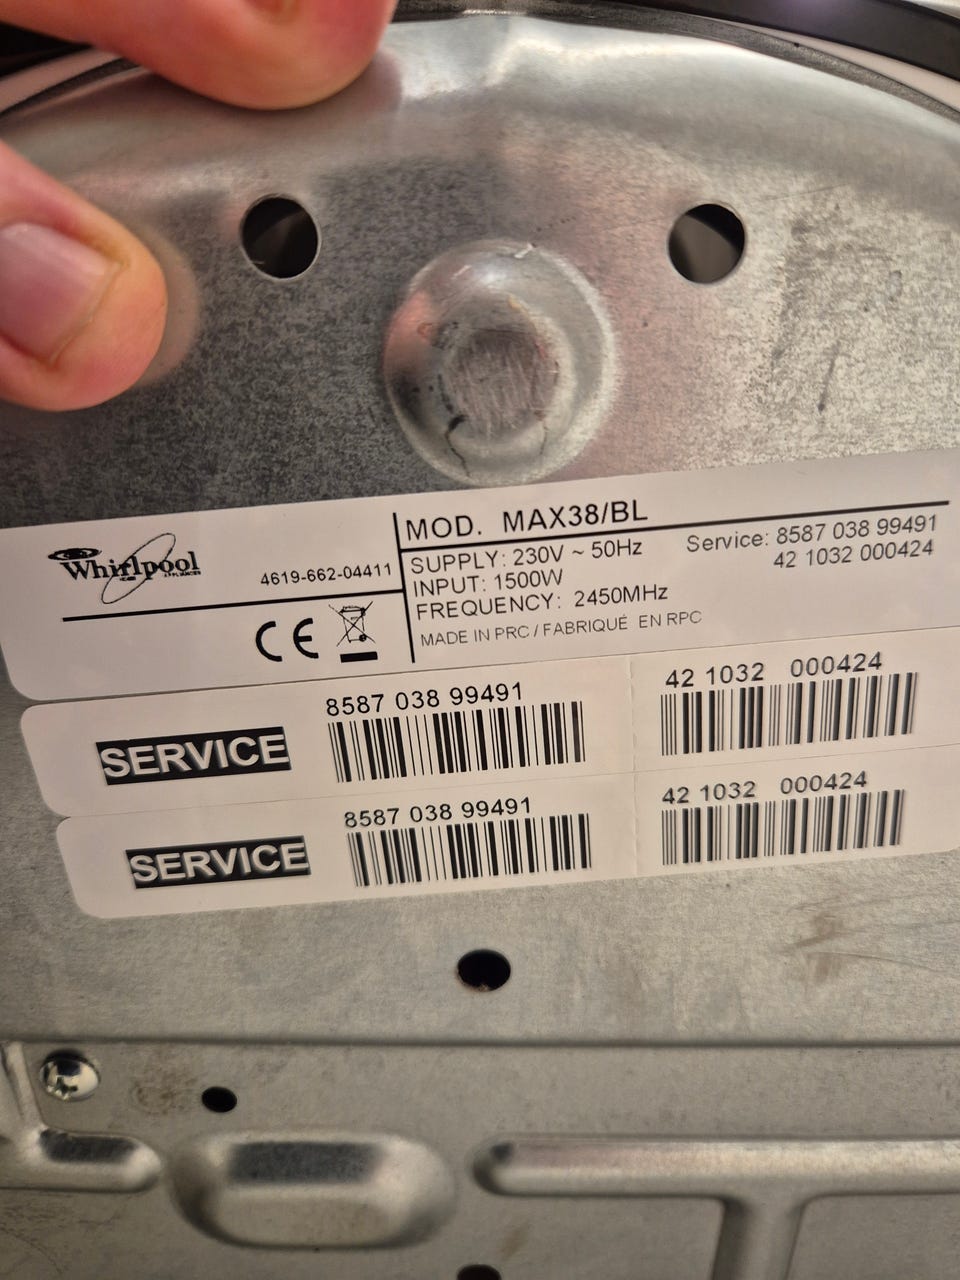 Whirlpool
4619-662-04411
MOD. MAX38/BL
SUPPLY: 230V ~ 50Hz
INPUT: 1500W
FREQUENCY: 2450MHz
MADE IN PRC / FABRIQUÉ EN RPC
Service: 8587 038 99491
42 1032 000424
CE
SERVICE
8587 038 99491
42 1032 000424
SERVICE
8587 038 99491
42 1032 000424